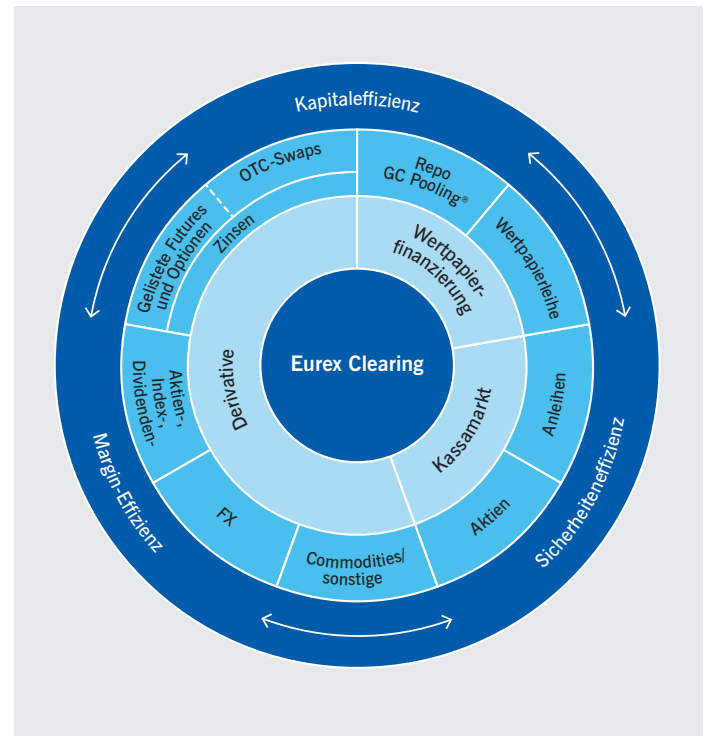 Kapitaleffizienz
OTC-Swaps
Repo
GC Pooling®
Gelistete Futures
und Optionen
Zinsen
Wertpapier-
finanzierung
Wertpapierleihe
Eurex Clearing
Derivative
Aktien-,
Index-,
Dividenden-
Kassamarkt
Anleihen
Margin-Effizienz
Sicherheiteneffizienz
FX
Aktien
Commodities/
sonstige